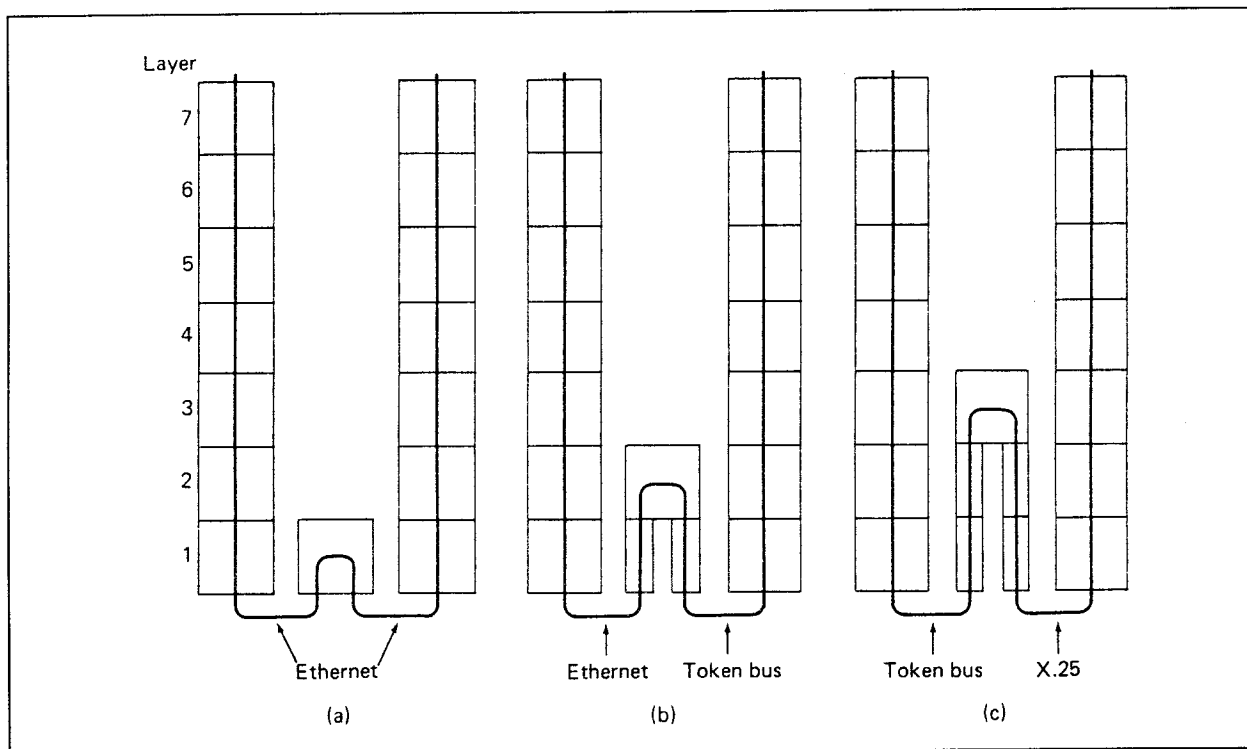 Layer
7
6
5
4
3
2
1
Ethernet
Ethernet
Token bus
Token bus
X.25
(a)
(b)
(c)